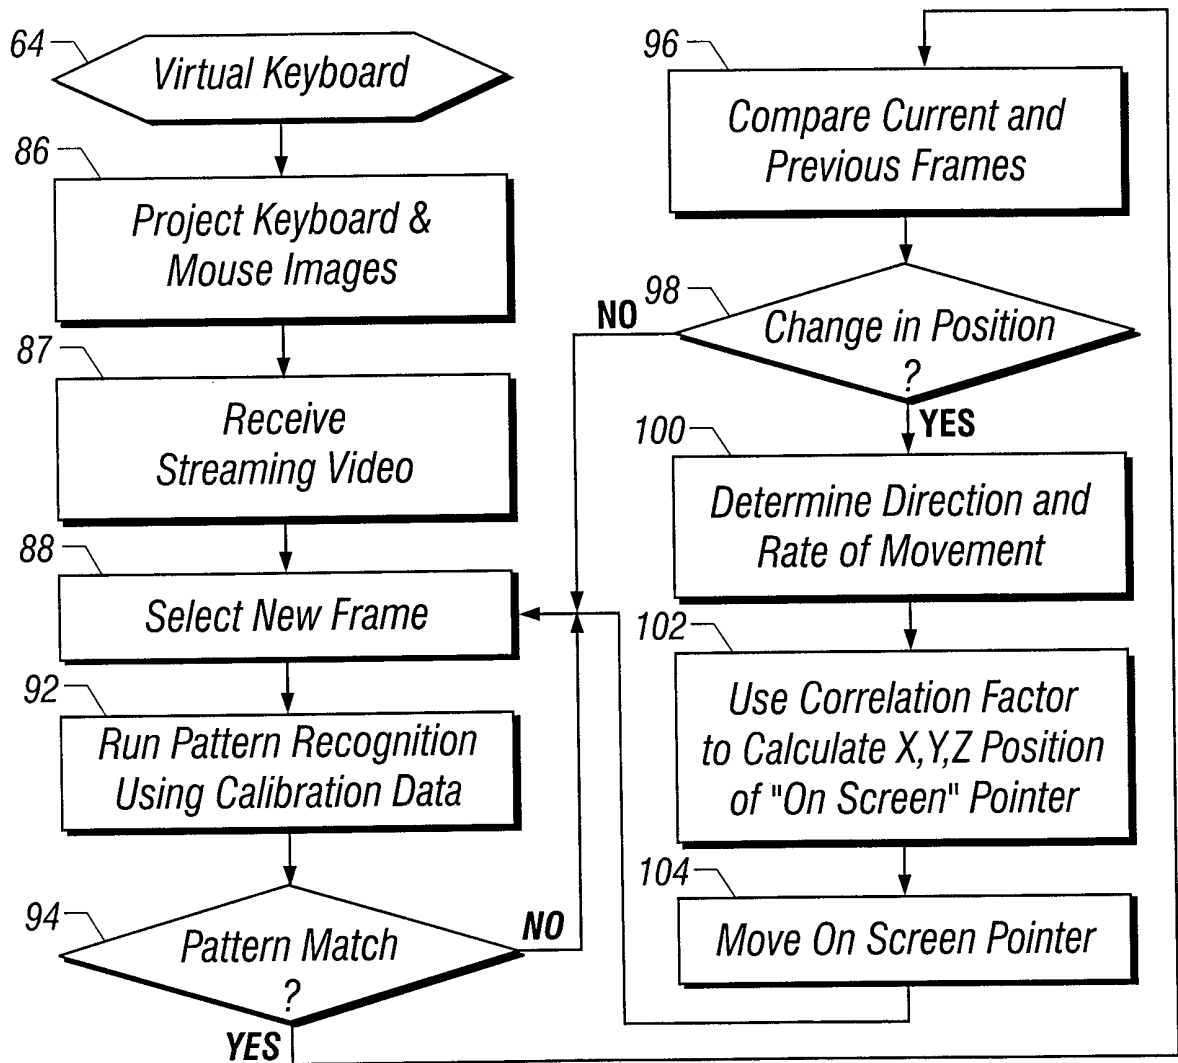 64
Virtual Keyboard
86
Project Keyboard &
Mouse Images
87
Receive
Streaming Video
88
Select New Frame
92
Run Pattern Recognition
Using Calibration Data
94
Pattern Match
?
NO
YES
96
Compare Current and
Previous Frames
98
NO
Change in Position
?
YES
100
Determine Direction and
Rate of Movement
102
Use Correlation Factor
to Calculate X,Y,Z Position
of "On Screen" Pointer
104
Move On Screen Pointer